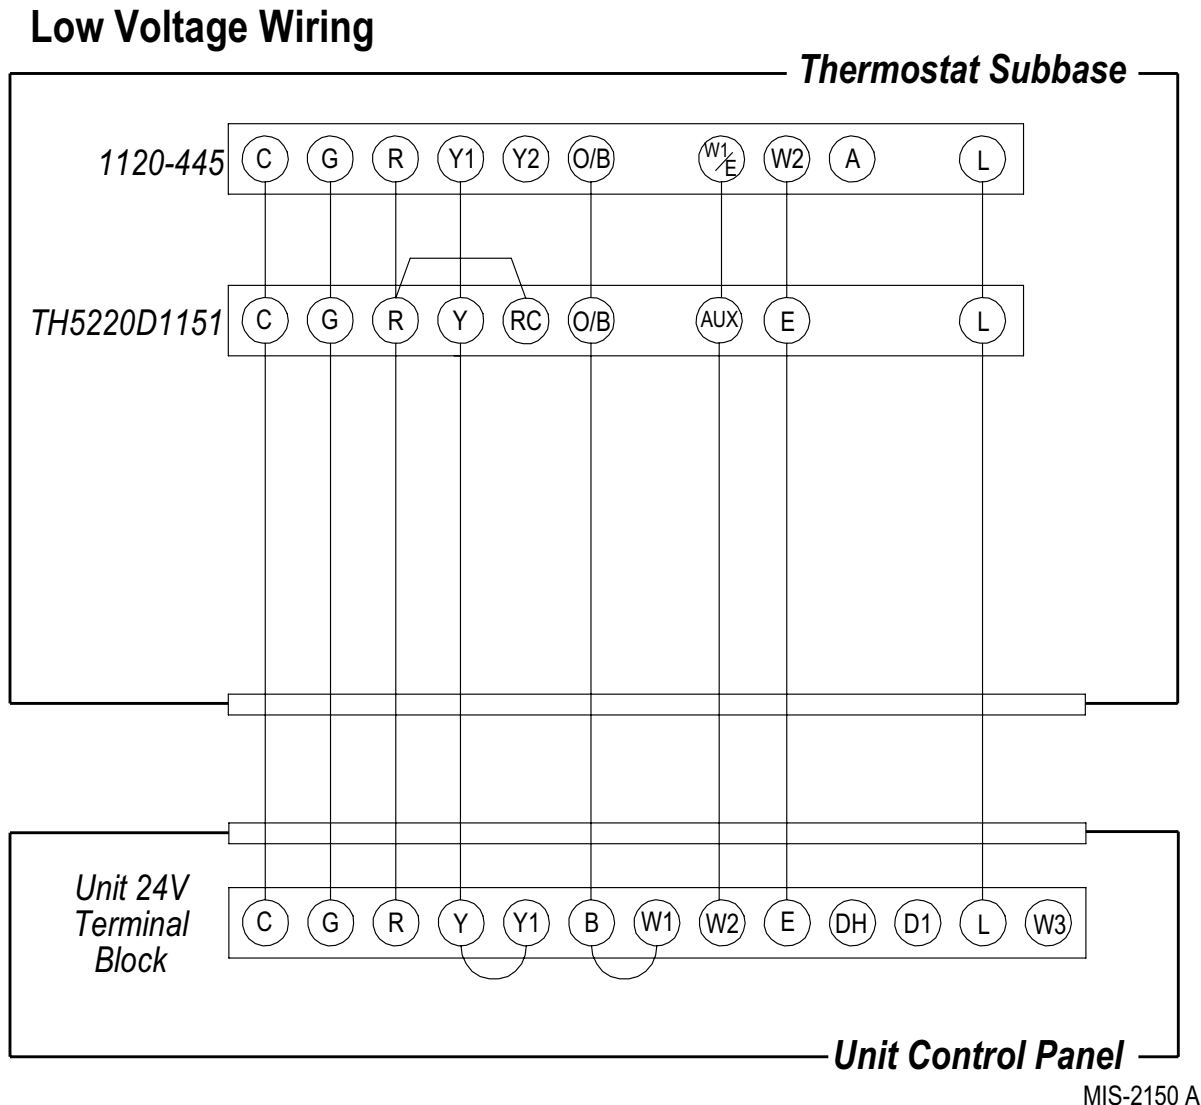 Low Voltage Wiring
Thermostat Subbase
1120-445 C G R Y1 Y2 O/B W1/E W2 A L
TH5220D1151 C G R Y RC O/B AUX E L
Unit 24V
Terminal
Block
C G R Y Y1 B W1 W2 E DH D1 L W3
Unit Control Panel
MIS-2150 A